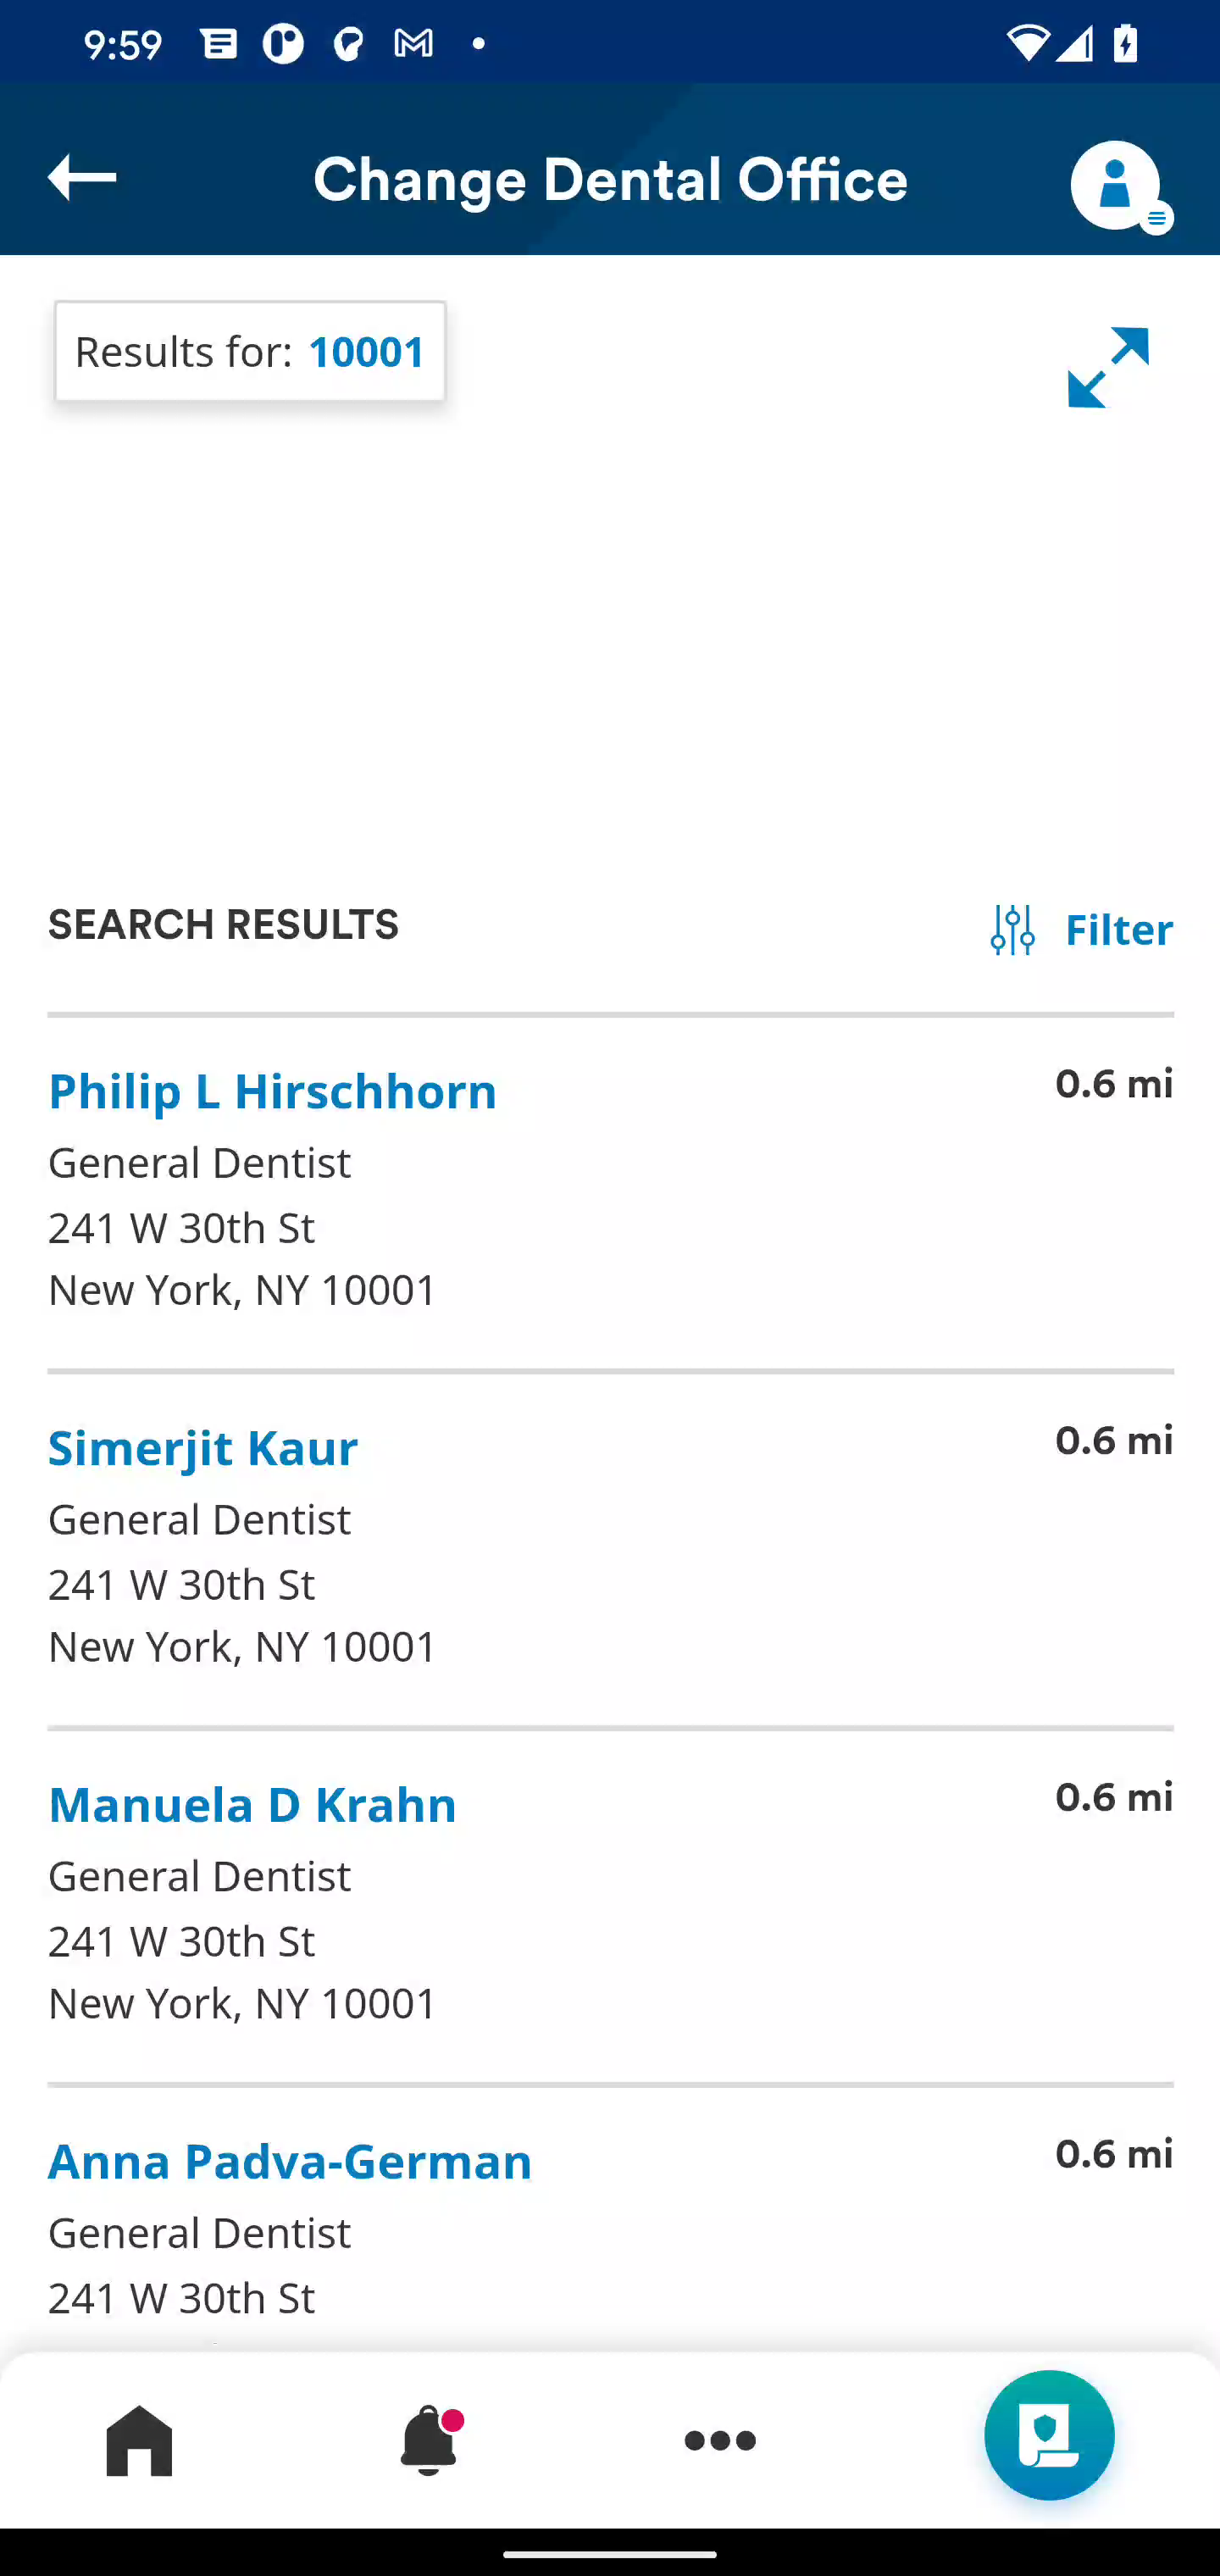 9:59
Change Dental Office
Results for: 10001
SEARCH RESULTS
Filter
Philip L Hirschhorn
0.6 mi
General Dentist
241 W 30th St
New York, NY 10001
Simerjit Kaur
0.6 mi
General Dentist
241 W 30th St
New York, NY 10001
Manuela D Krahn
0.6 mi
General Dentist
241 W 30th St
New York, NY 10001
Anna Padva-German
0.6 mi
General Dentist
241 W 30th St